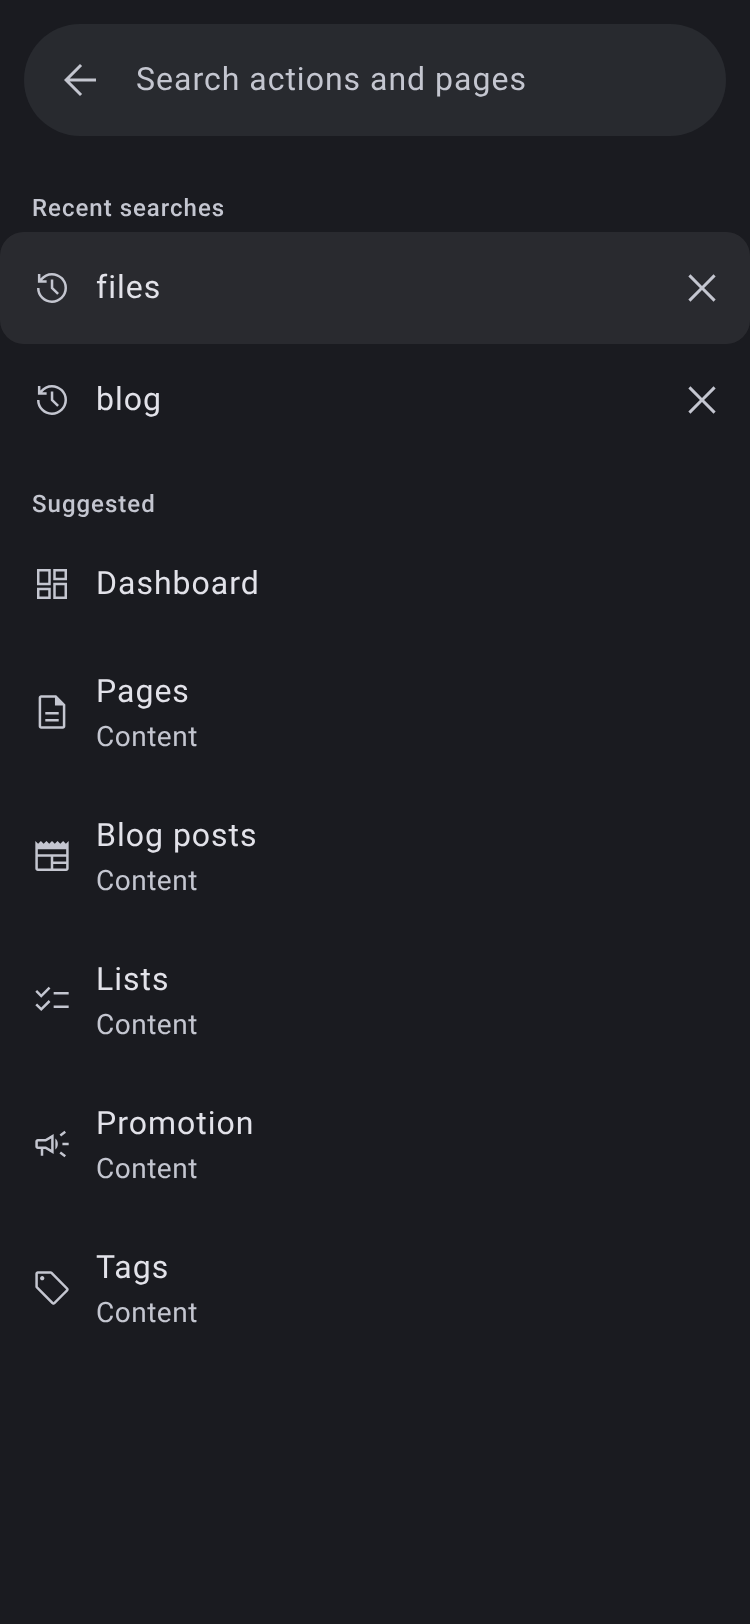 Search actions and pages
Recent searches
files
blog
Suggested
Dashboard
Pages
Content
Blog posts
Content
Lists
Content
Promotion
Content
Tags
Content